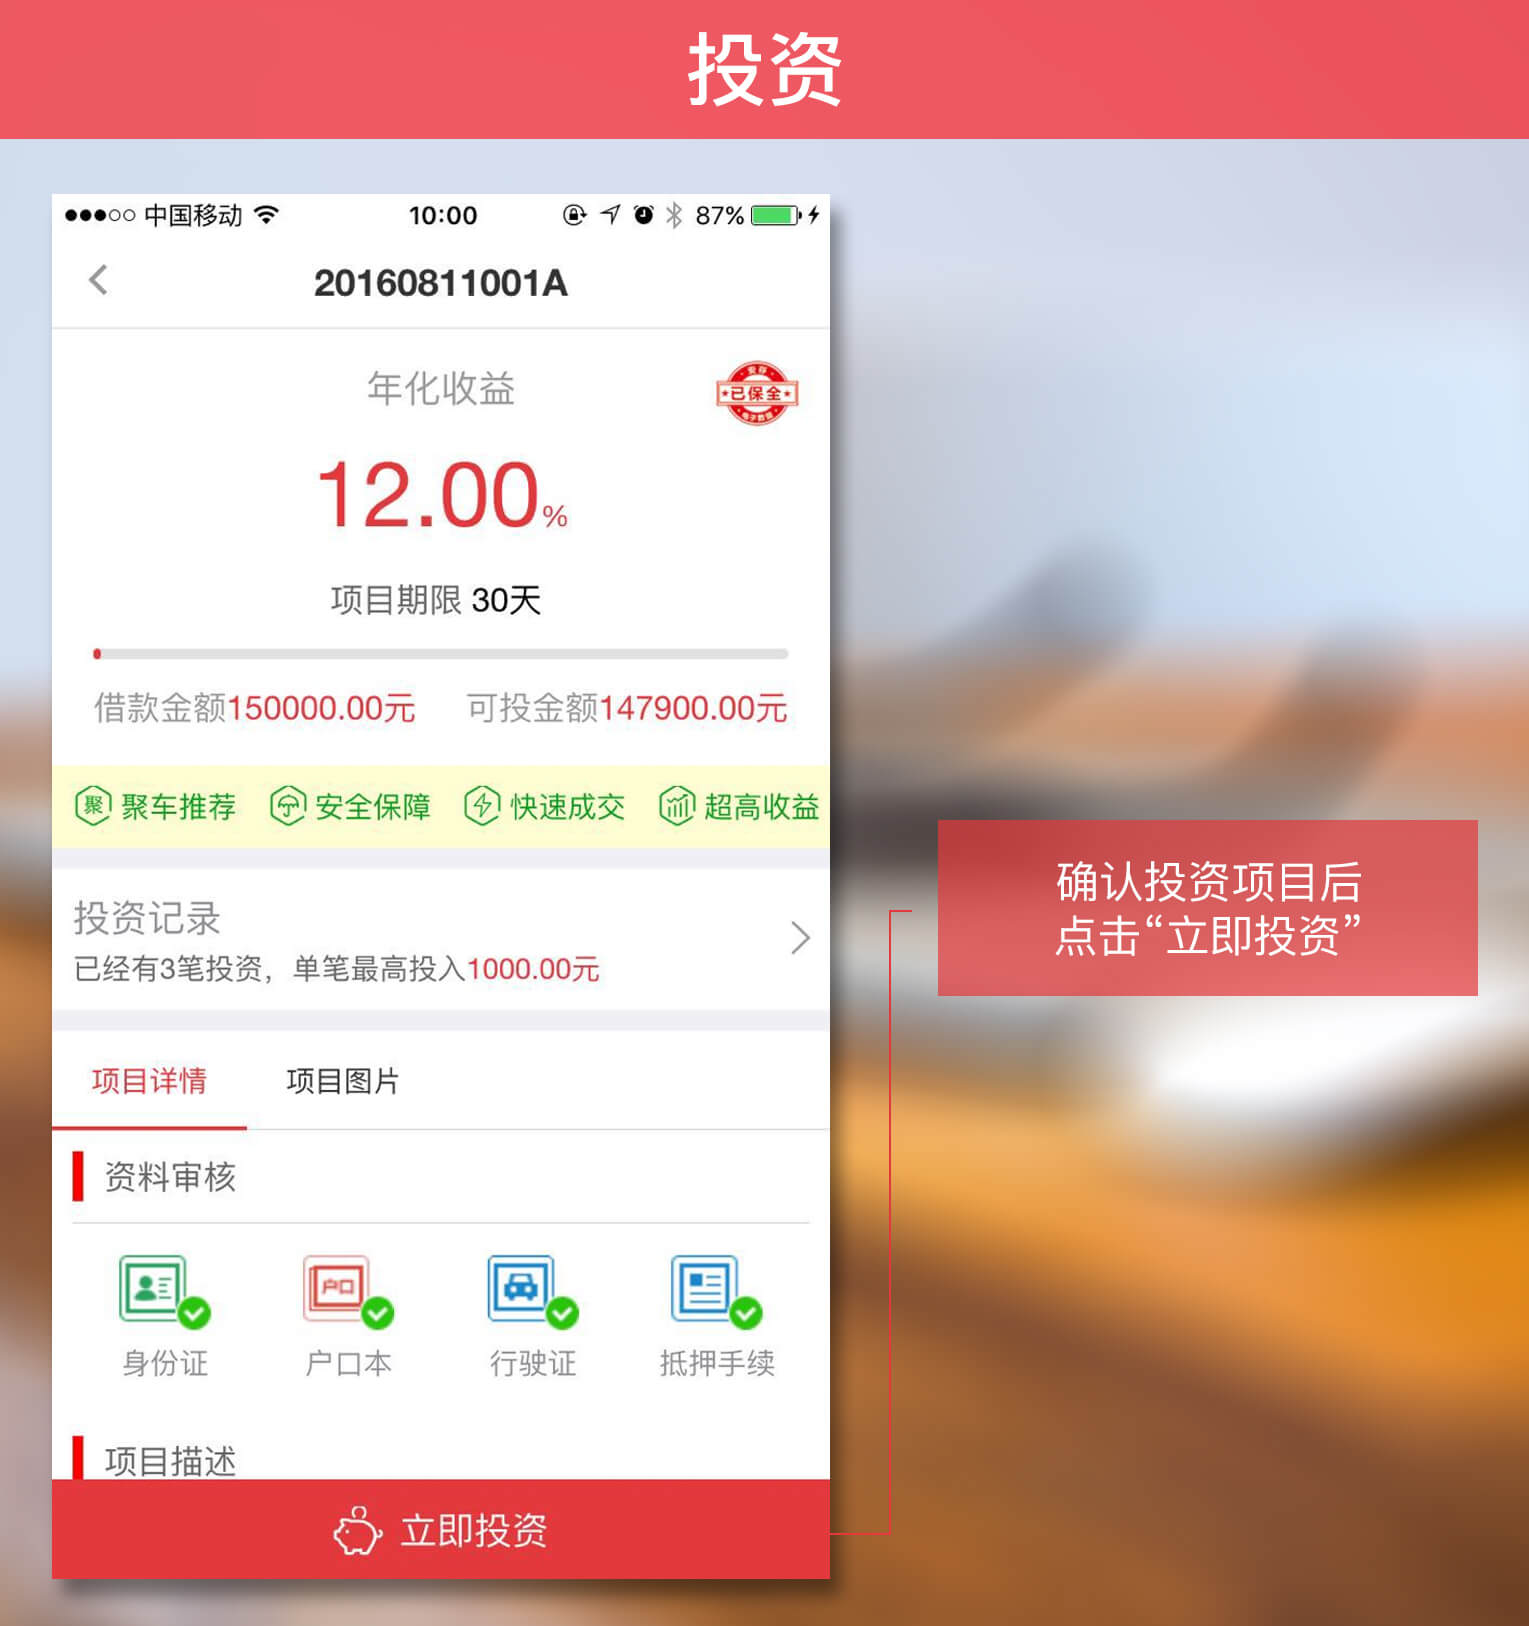 投资
中国移动 10:00 87%
20160811001A
年化收益
安存
已保全
电子数据
12.00%
项目期限 30天
借款金额150000.00元 可投金额147900.00元
聚 聚车推荐 安全保障 快速成交 超高收益
投资记录
已经有3笔投资，单笔最高投入1000.00元
项目详情 项目图片
资料审核
户口
身份证 户口本 行驶证 抵押手续
项目描述
立即投资
确认投资项目后
点击“立即投资”